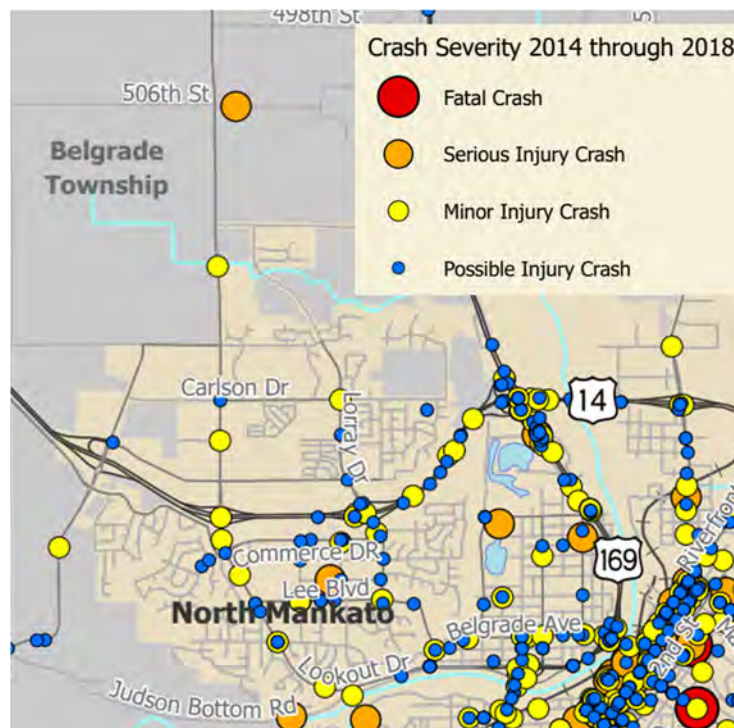 498th St
5
Crash Severity 2014 through 2018
506th St
Fatal Crash
Belgrade
Township
Serious Injury Crash
Minor Injury Crash
Possible Injury Crash
Carlson Dr
14
Lorray Dr
Riverfront
Commerce DR
169
Lee Blvd
North Mankato
Belgrade Ave
2nd St
Lookout Dr
Judson Bottom Rd